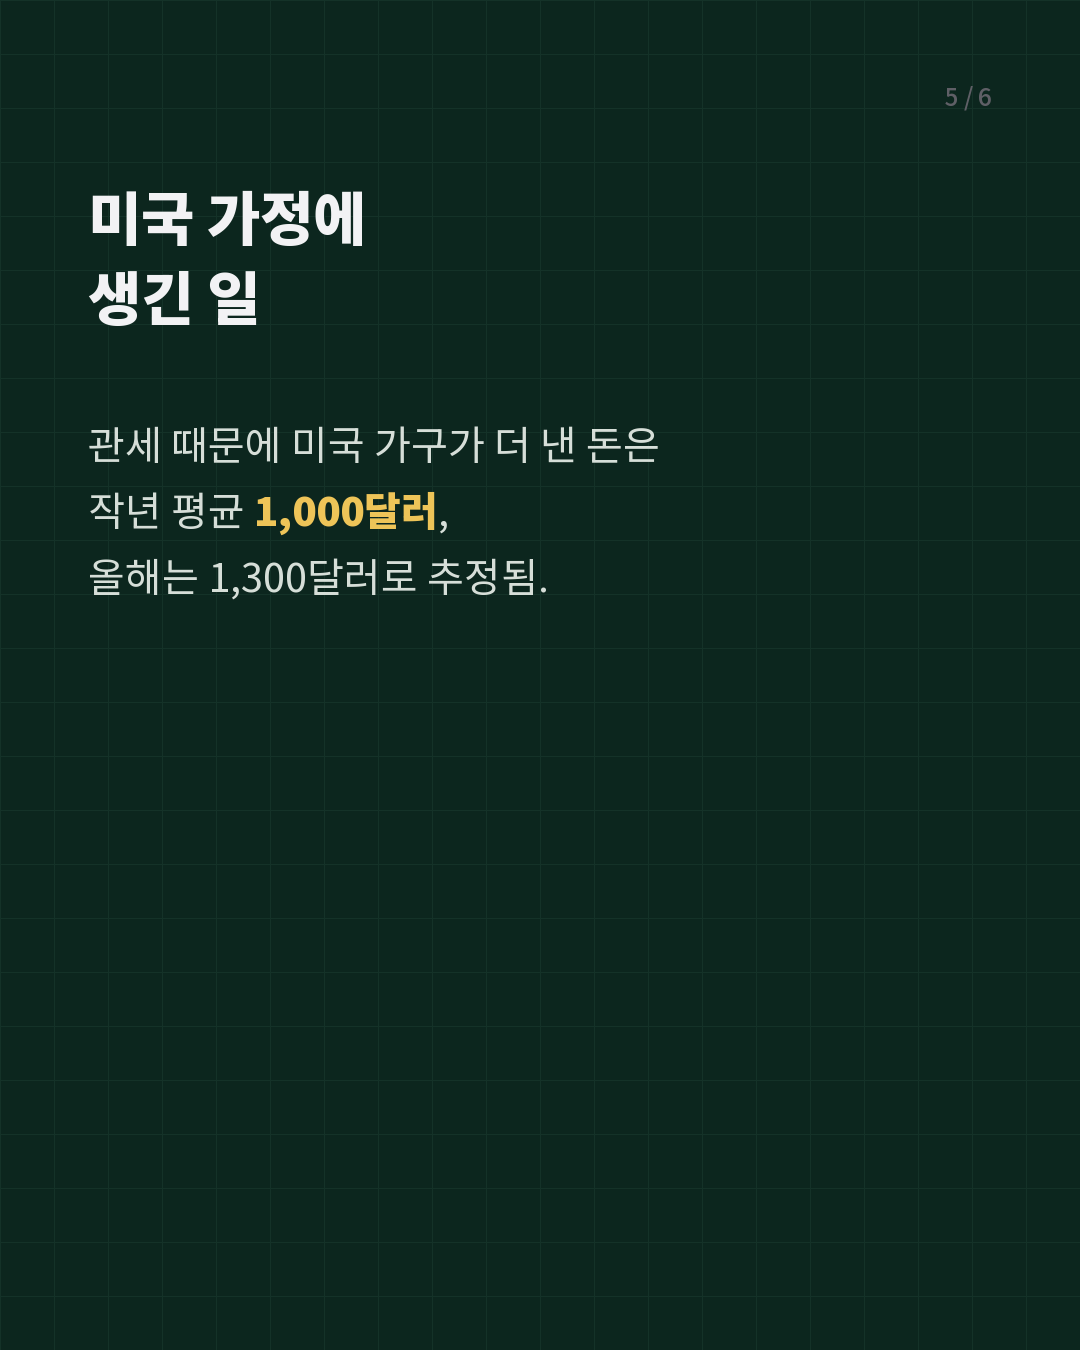 5 / 6
미국 가정에
생긴 일
관세 때문에 미국 가구가 더 낸 돈은
작년 평균 1,000달러,
올해는 1,300달러로 추정됨.